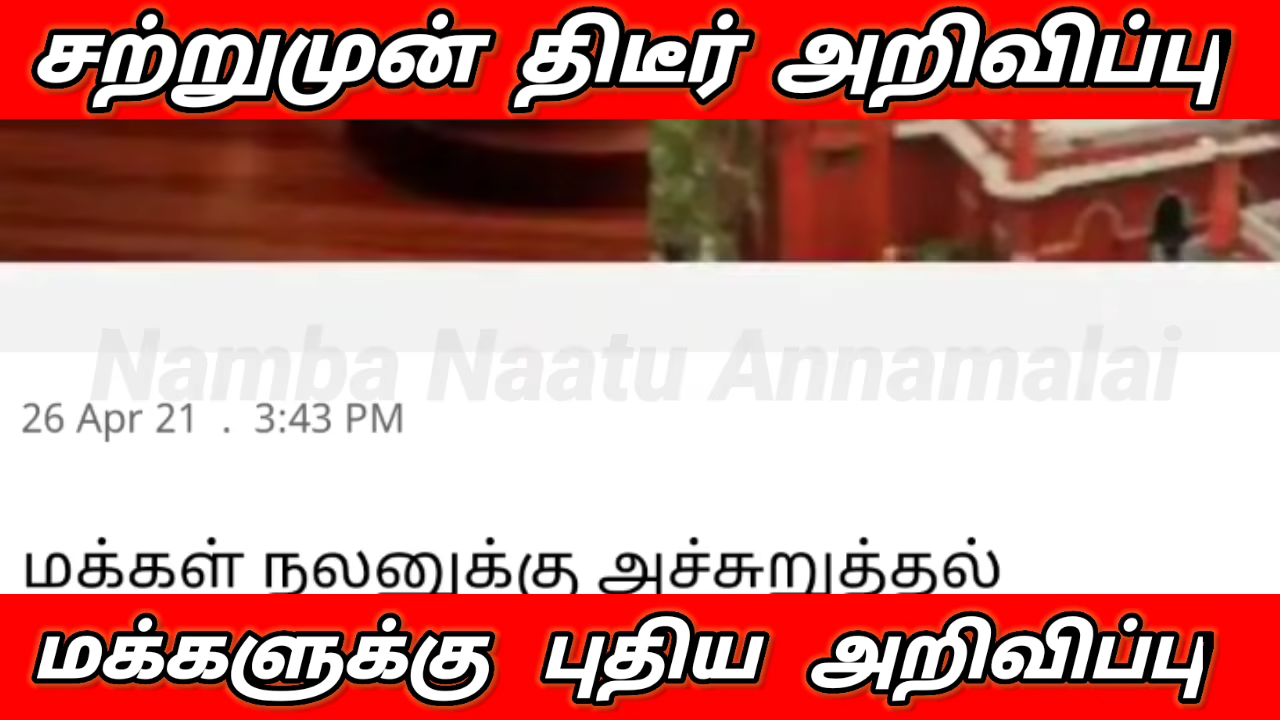 சற்றுமுன் திடீர் அறிவிப்பு
Namba Naatu Annamalai
26 Apr 21 . 3:43 PM
மக்கள் நலனுக்கு அச்சுறுத்தல்
மக்களுக்கு புதிய அறிவிப்பு